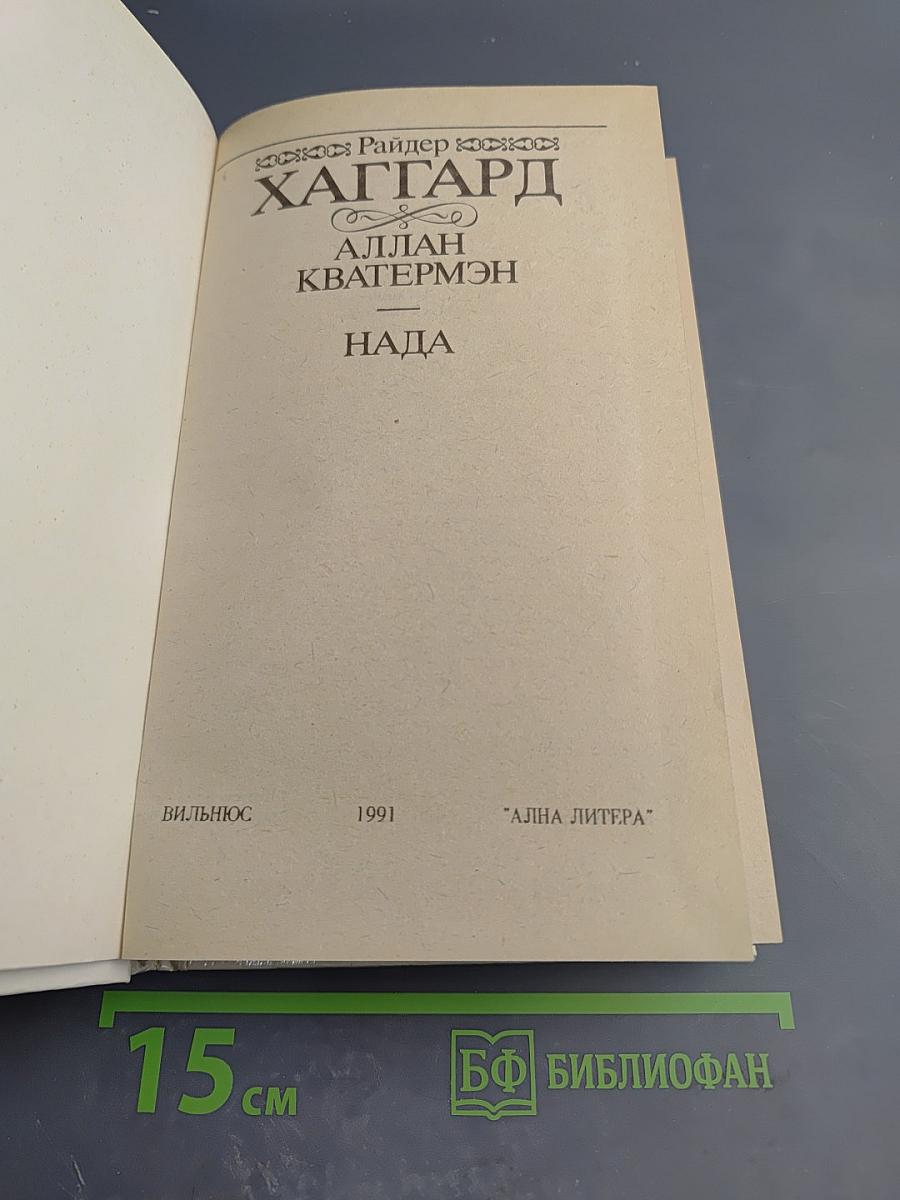 Райдер
ХАГГАРД
АЛЛАН
КВАТЕРМЭН
НАДА
ВИЛЬНЮС 1991 "АЛНА ЛИТЕРА"
15 см
БФ БИБЛИОФАН